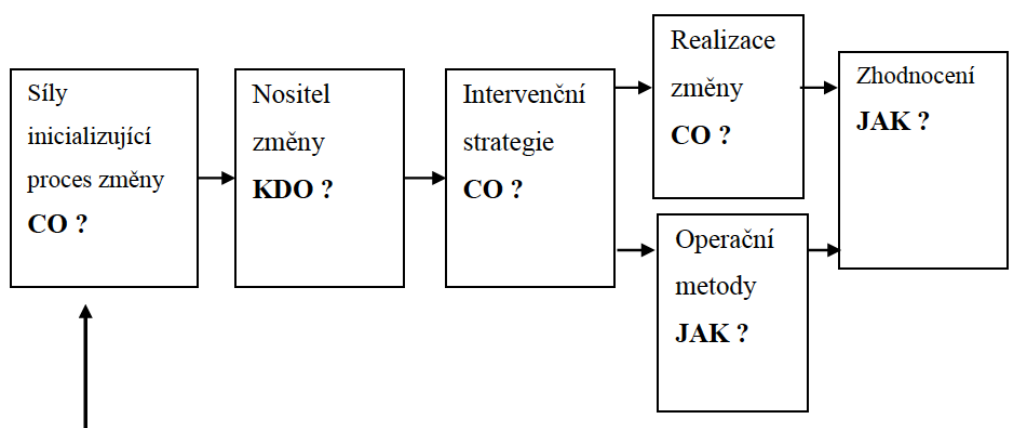 Síly
inicializující
proces změny
CO ?
Nositel
změny
KDO ?
Intervenční
strategie
CO ?
Realizace
změny
CO ?
Operační
metody
JAK ?
Zhodnocení
JAK ?